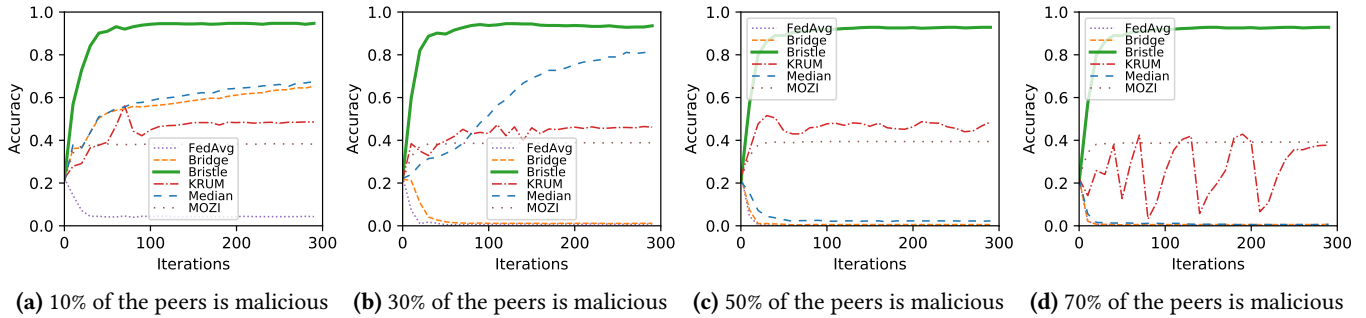 1.0
0.8
0.6
0.4
0.2
0.0
Accuracy
0
100
200
300
Iterations
FedAvg
Bridge
Bristle
KRUM
Median
MOZI
(a) 10% of the peers is malicious
1.0
0.8
0.6
0.4
0.2
0.0
Accuracy
0
100
200
300
Iterations
FedAvg
Bridge
Bristle
KRUM
Median
MOZI
(b) 30% of the peers is malicious
1.0
0.8
0.6
0.4
0.2
0.0
Accuracy
0
100
200
300
Iterations
FedAvg
Bridge
Bristle
KRUM
Median
MOZI
(c) 50% of the peers is malicious
1.0
0.8
0.6
0.4
0.2
0.0
Accuracy
0
100
200
300
Iterations
FedAvg
Bridge
Bristle
KRUM
Median
MOZI
(d) 70% of the peers is malicious